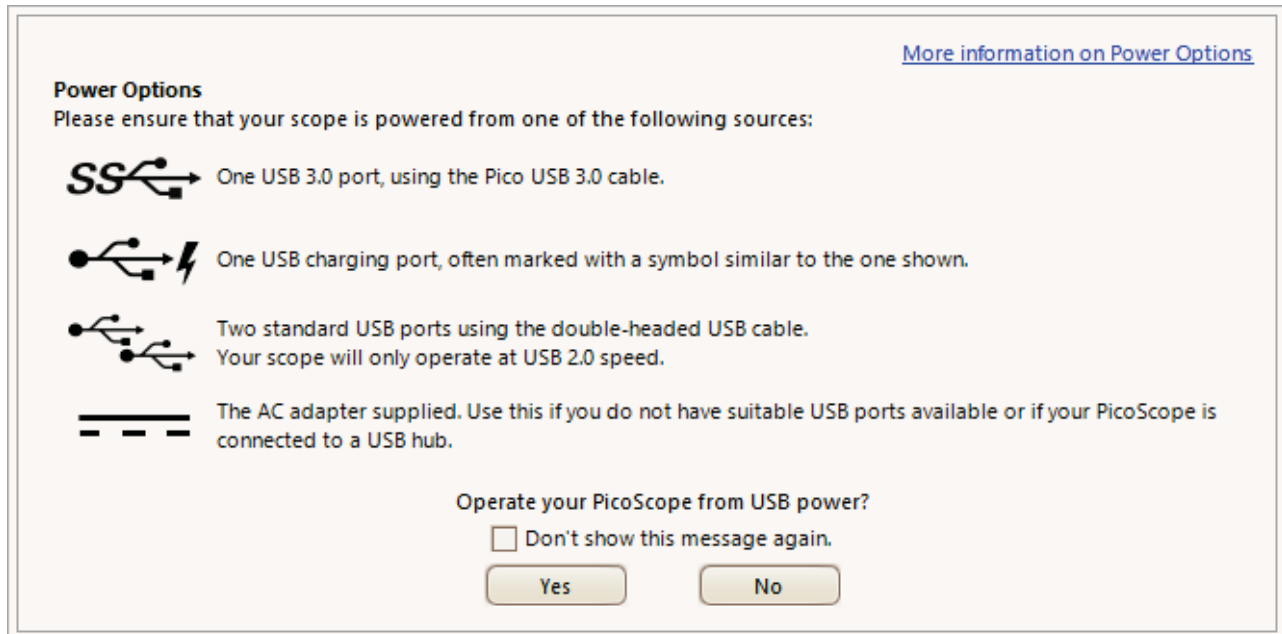 More information on Power Options
Power Options
Please ensure that your scope is powered from one of the following sources:
SS
One USB 3.0 port, using the Pico USB 3.0 cable.
One USB charging port, often marked with a symbol similar to the one shown.
Two standard USB ports using the double-headed USB cable.
Your scope will only operate at USB 2.0 speed.
The AC adapter supplied. Use this if you do not have suitable USB ports available or if your PicoScope is
connected to a USB hub.
Operate your PicoScope from USB power?
Don't show this message again.
Yes No